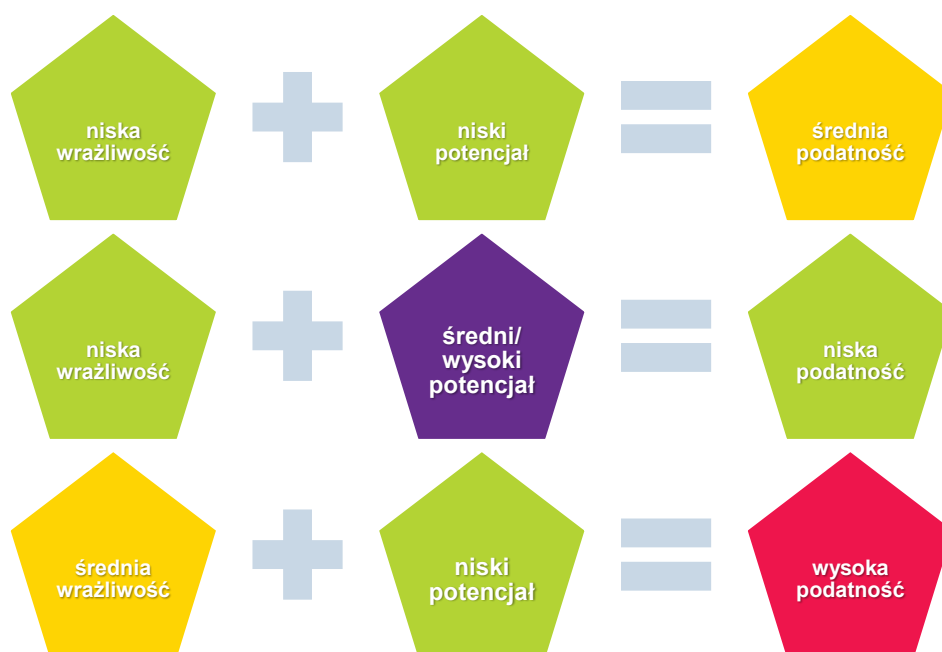 niska
wrażliwość
niski
potencjał
średnia
podatność
niska
wrażliwość
średni/
wysoki
potencjał
niska
podatność
średnia
wrażliwość
niski
potencjał
wysoka
podatność